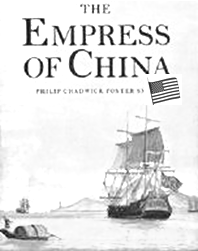 THE
EMPRESS
OF CHINA
PHILIP CHADWICK FOSTER